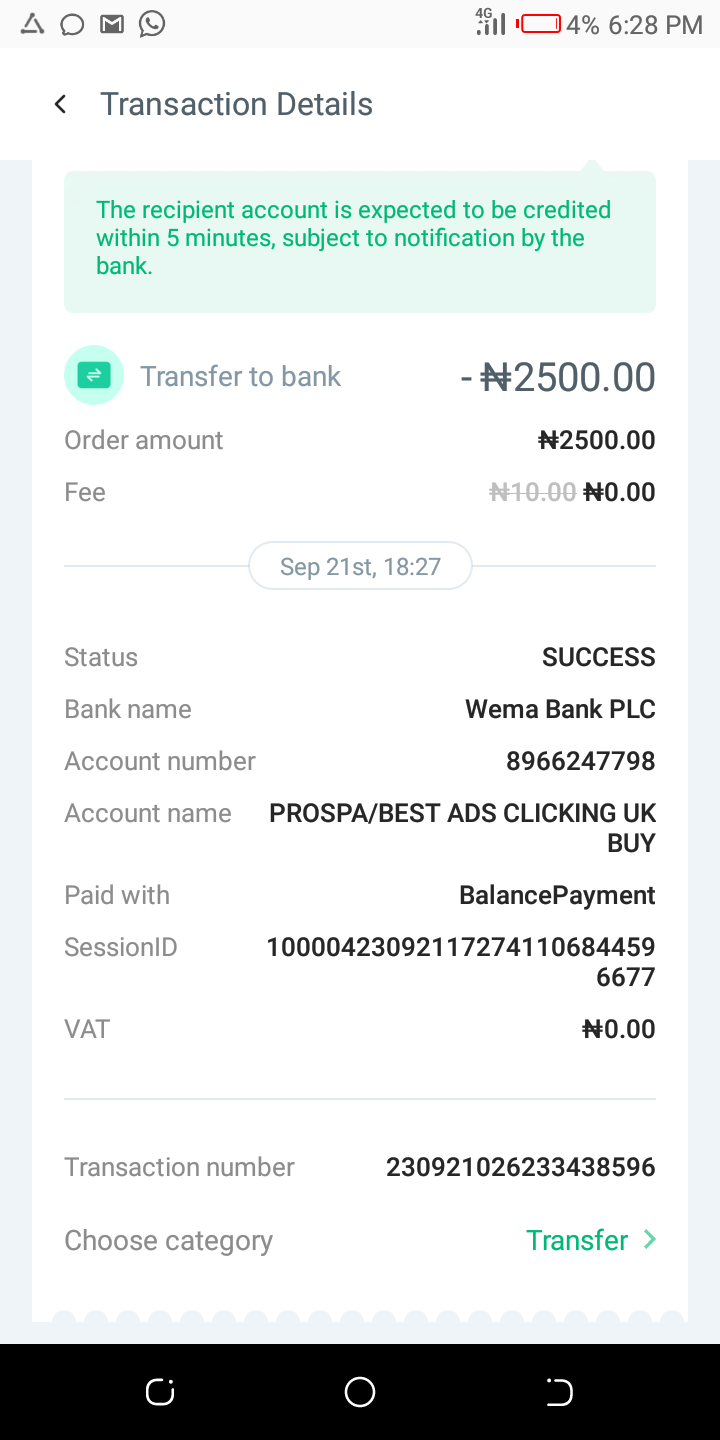 4G 4% 6:28 PM
Transaction Details
The recipient account is expected to be credited
within 5 minutes, subject to notification by the
bank.
Transfer to bank -₦2500.00
Order amount ₦2500.00
Fee ₦10.00 ₦0.00
Sep 21st, 18:27
Status SUCCESS
Bank name Wema Bank PLC
Account number 8966247798
Account name PROSPA/BEST ADS CLICKING UK
BUY
Paid with BalancePayment
SessionID 10000423092117274110684459
6677
VAT ₦0.00
Transaction number 230921026233438596
Choose category Transfer